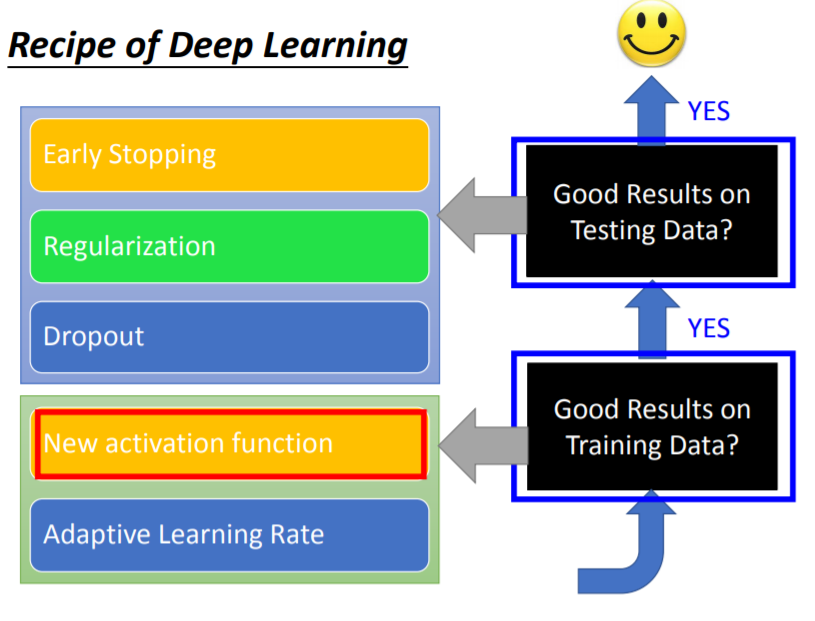 Recipe of Deep Learning
YES
Early Stopping
Good Results on
Testing Data?
Regularization
Dropout
YES
New activation function
Good Results on
Training Data?
Adaptive Learning Rate